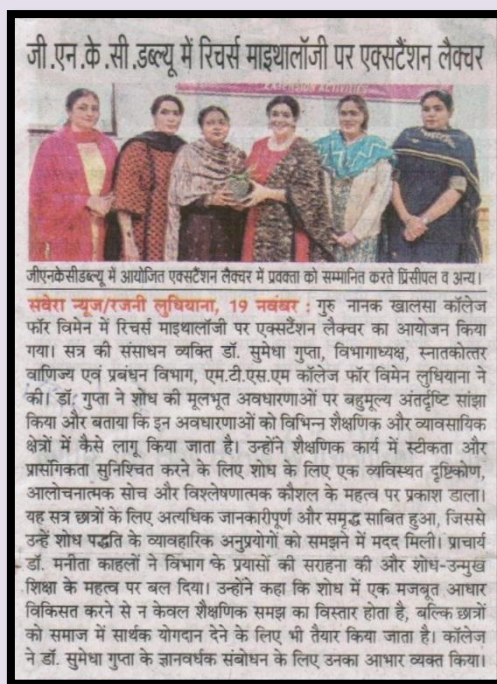 जी.एन.के.सी.डब्ल्यू में रिचर्स माइथालॉजी पर एक्सटैंशन लैक्चर
EXTENSION ACTIVITIES
जीएनकेसीडब्ल्यू में आयोजित एक्सटैंशन लैक्चर में प्रवक्ता को सम्मानित करते प्रिंसीपल व अन्य।
सवेरा न्यूज/रजनी लुधियाना, 19 नवंबर : गुरु नानक खालसा कॉलेज
फॉर विमेन में रिचर्स माइथालॉजी पर एक्सटैंशन लैक्चर का आयोजन किया
गया। सत्र की संसाधन व्यक्ति डॉ. सुमेधा गुप्ता, विभागाध्यक्ष, स्नातकोत्तर
वाणिज्य एवं प्रबंधन विभाग, एम.टी.एस.एम कॉलेज फॉर विमेन लुधियाना ने
की। डॉ. गुप्ता ने शोध की मूलभूत अवधारणाओं पर बहुमूल्य अंतर्दृष्टि सांझा
किया और बताया कि इन अवधारणाओं को विभिन्न शैक्षणिक और व्यावसायिक
क्षेत्रों में कैसे लागू किया जाता है। उन्होंने शैक्षणिक कार्य में स्टीकता और
प्रासंगिकता सुनिश्चित करने के लिए शोध के लिए एक व्यविस्थत दृष्टिकोण,
आलोचनात्मक सोच और विश्लेषणात्मक कौशल के महत्व पर प्रकाश डाला।
यह सत्र छात्रों के लिए अत्यधिक जानकारीपूर्ण और समृद्ध साबित हुआ, जिससे
उन्हें शोध पद्धति के व्यावहारिक अनुप्रयोगों को समझने में मदद मिली। प्राचार्य
डॉ. मनीता काहलों ने विभाग के प्रयासों की सराहना की और शोध-उन्मुख
शिक्षा के महत्व पर बल दिया। उन्होंने कहा कि शोध में एक मजबूत आधार
विकिसत करने से न केवल शैक्षणिक समझ का विस्तार होता है, बल्कि छात्रों
को समाज में सार्थक योगदान देने के लिए भी तैयार किया जाता है। कॉलेज
ने डॉ. सुमेधा गुप्ता के ज्ञानवर्धक संबोधन के लिए उनका आभार व्यक्त किया।